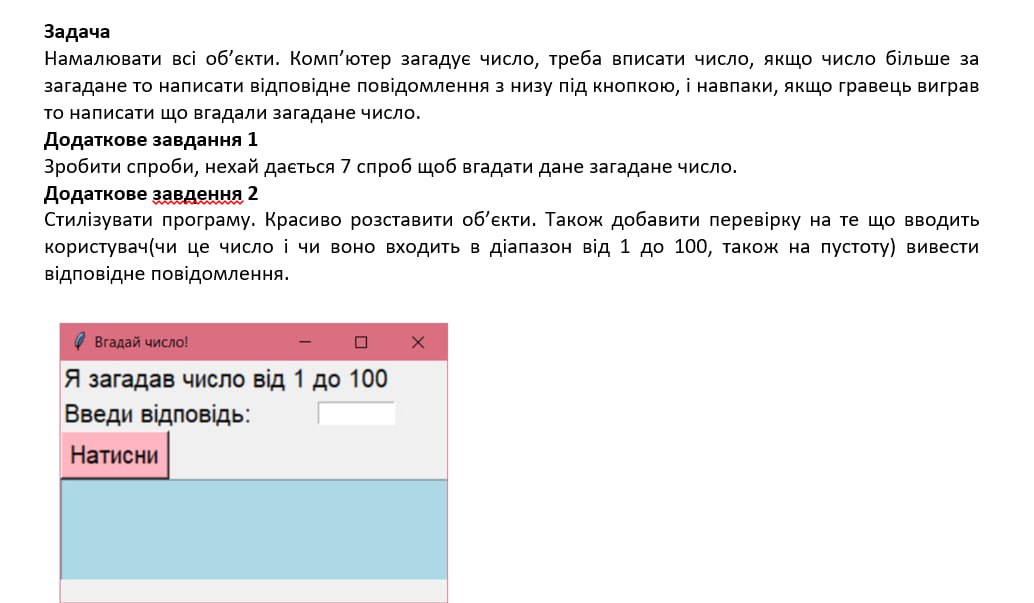 Задача
Намалювати всі об’єкти. Комп’ютер загадує число, треба вписати число, якщо число більше за
загадане то написати відповідне повідомлення з низу під кнопкою, і навпаки, якщо гравець виграв
то написати що вгадали загадане число.
Додаткове завдання 1
Зробити спроби, нехай дається 7 спроб щоб вгадати дане загадане число.
Додаткове завдення 2
Стилізувати програму. Красиво розставити об’єкти. Також добавити перевірку на те що вводить
користувач(чи це число і чи воно входить в діапазон від 1 до 100, також на пустоту) вивести
відповідне повідомлення.
Вгадай число!
Я загадав число від 1 до 100
Введи відповідь:
Натисни